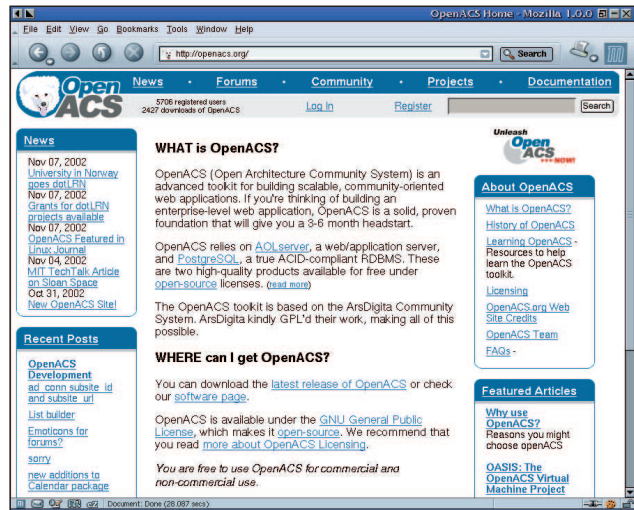 OpenACS Home - Mozilla 1.0.0
File Edit View Go Bookmarks Tools Window Help
http://openacs.org/
Search
Open
ACS
News • Forums • Community • Projects • Documentation
5706 registered users
2427 downloads of OpenACS
Log In
Register
Search
News
Nov 07, 2002
University in Norway
goes dotLRN
Nov 07, 2002
Grants for dotLRN
projects available
Nov 07, 2002
OpenACS Featured in
Linux Journal
Nov 04, 2002
MIT TechTalk Article
on Sloan Space
Oct 31, 2002
New OpenACS Site!
Recent Posts
OpenACS
Development
ad_conn subsite_id
and subsite_url
List builder
Emoticons for
forums?
sorry
new additions to
Calendar package
WHAT is OpenACS?
OpenACS (Open Architecture Community System) is an
advanced toolkit for building scalable, community-oriented
web applications. If you're thinking of building an
enterprise-level web application, OpenACS is a solid, proven
foundation that will give you a 3-6 month headstart.
OpenACS relies on AOLserver, a web/application server,
and PostgreSQL, a true ACID-compliant RDBMS. These
are two high-quality products available for free under
open-source licenses. (read more)
The OpenACS toolkit is based on the ArsDigita Community
System. ArsDigita kindly GPL'd their work, making all of this
possible.
WHERE can I get OpenACS?
You can download the latest release of OpenACS or check
our software page.
OpenACS is available under the GNU General Public
License, which makes it open-source. We recommend that
you read more about OpenACS Licensing.
You are free to use OpenACS for commercial and
non-commercial use.
Unleash
Open
ACS
NOW!
About OpenACS
What is OpenACS?
History of OpenACS
Learning OpenACS -
Resources to help
learn the OpenACS
toolkit.
Licensing
OpenACS.org Web
Site Credits
OpenACS Team
FAQs -
Featured Articles
Why use
OpenACS?
Reasons you might
choose openACS
OASIS: The
OpenACS Virtual
Machine Project
Document: Done (28.087 secs)